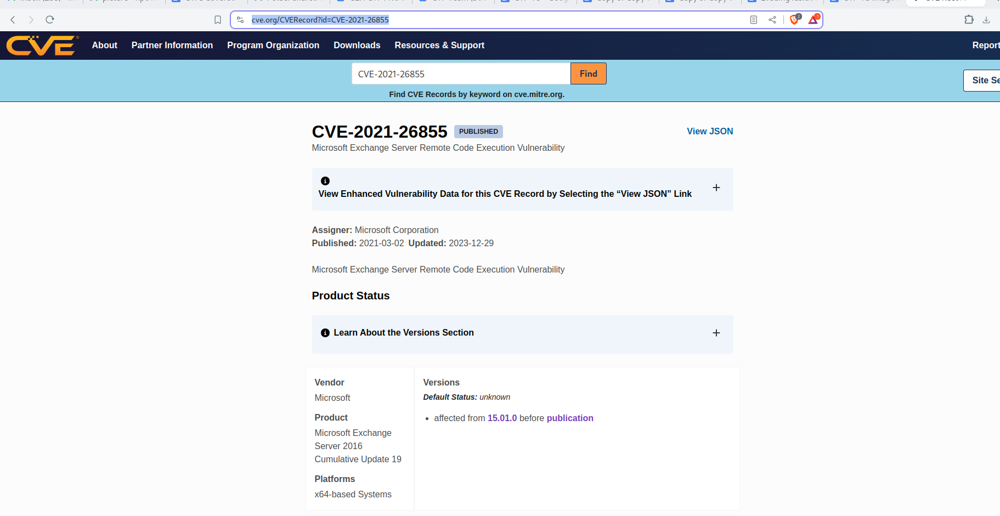 cve.org/CVERecord?id=CVE-2021-26855
2
1
CVE
About Partner Information Program Organization Downloads Resources & Support Report
CVE-2021-26855 Find
Site Se
Find CVE Records by keyword on cve.mitre.org.
CVE-2021-26855 PUBLISHED View JSON
Microsoft Exchange Server Remote Code Execution Vulnerability
View Enhanced Vulnerability Data for this CVE Record by Selecting the “View JSON” Link
Assigner: Microsoft Corporation
Published: 2021-03-02 Updated: 2023-12-29
Microsoft Exchange Server Remote Code Execution Vulnerability
Product Status
Learn About the Versions Section
Vendor
Microsoft
Product
Microsoft Exchange
Server 2016
Cumulative Update 19
Platforms
x64-based Systems
Versions
Default Status: unknown
• affected from 15.01.0 before publication